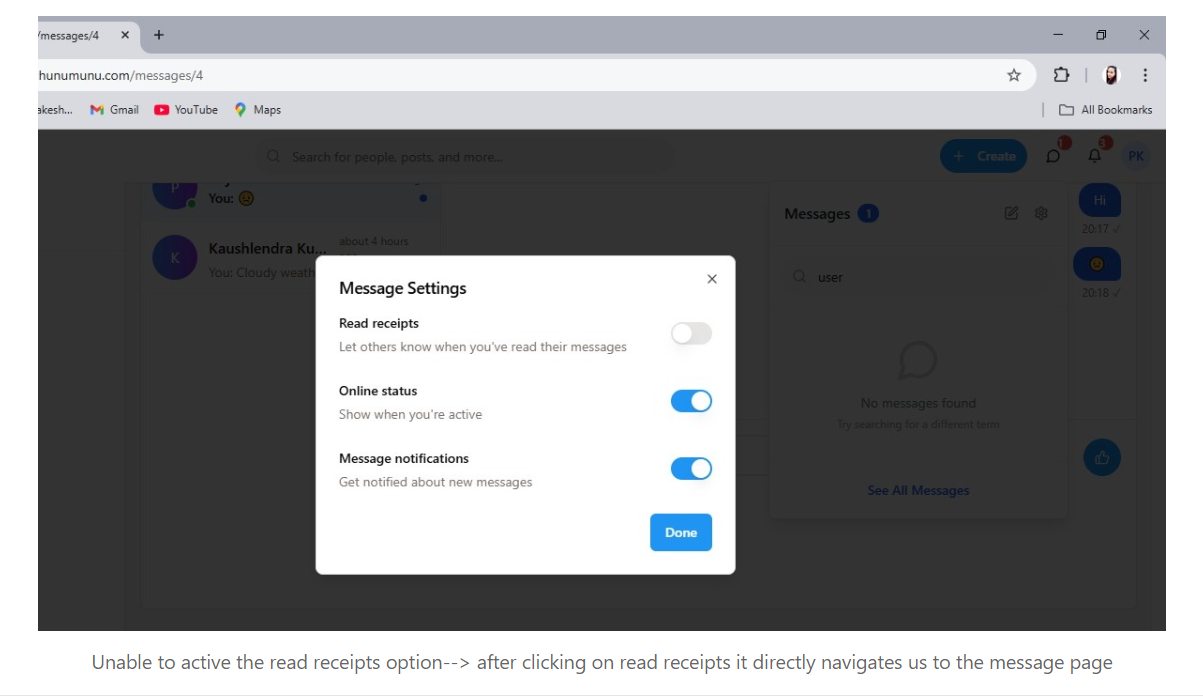 /messages/4
hunumunu.com/messages/4
akesh...
Gmail
YouTube
Maps
All Bookmarks
Search for people, posts, and more...
+ Create
1
3
PK
P
You: 😟
Messages 1
Hi
20:17 ✓
K
Kaushlendra Ku...
about 4 hours
You: Cloudy weath
user
😟
20:18 ✓
Message Settings
Read receipts
Let others know when you've read their messages
Online status
Show when you're active
Message notifications
Get notified about new messages
Done
No messages found
Try searching for a different term
See All Messages
Unable to active the read receipts option--> after clicking on read receipts it directly navigates us to the message page